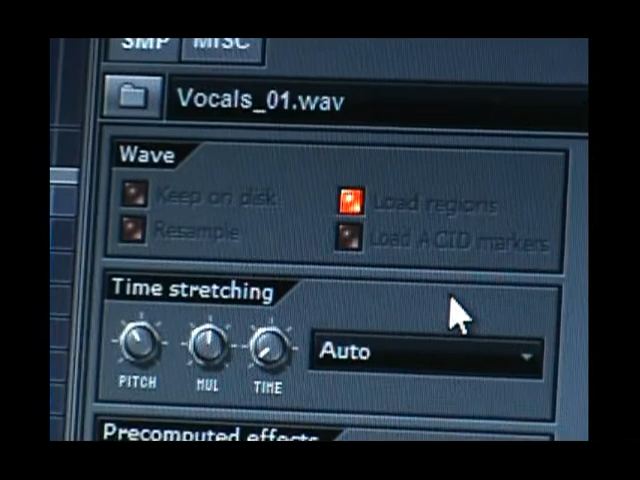 SMP MISC
Vocals_01.wav
Wave
Keep on disk Load regions
Resample Load ACID markers
Time stretching
Auto
PITCH MUL TIME
Precomputed effects